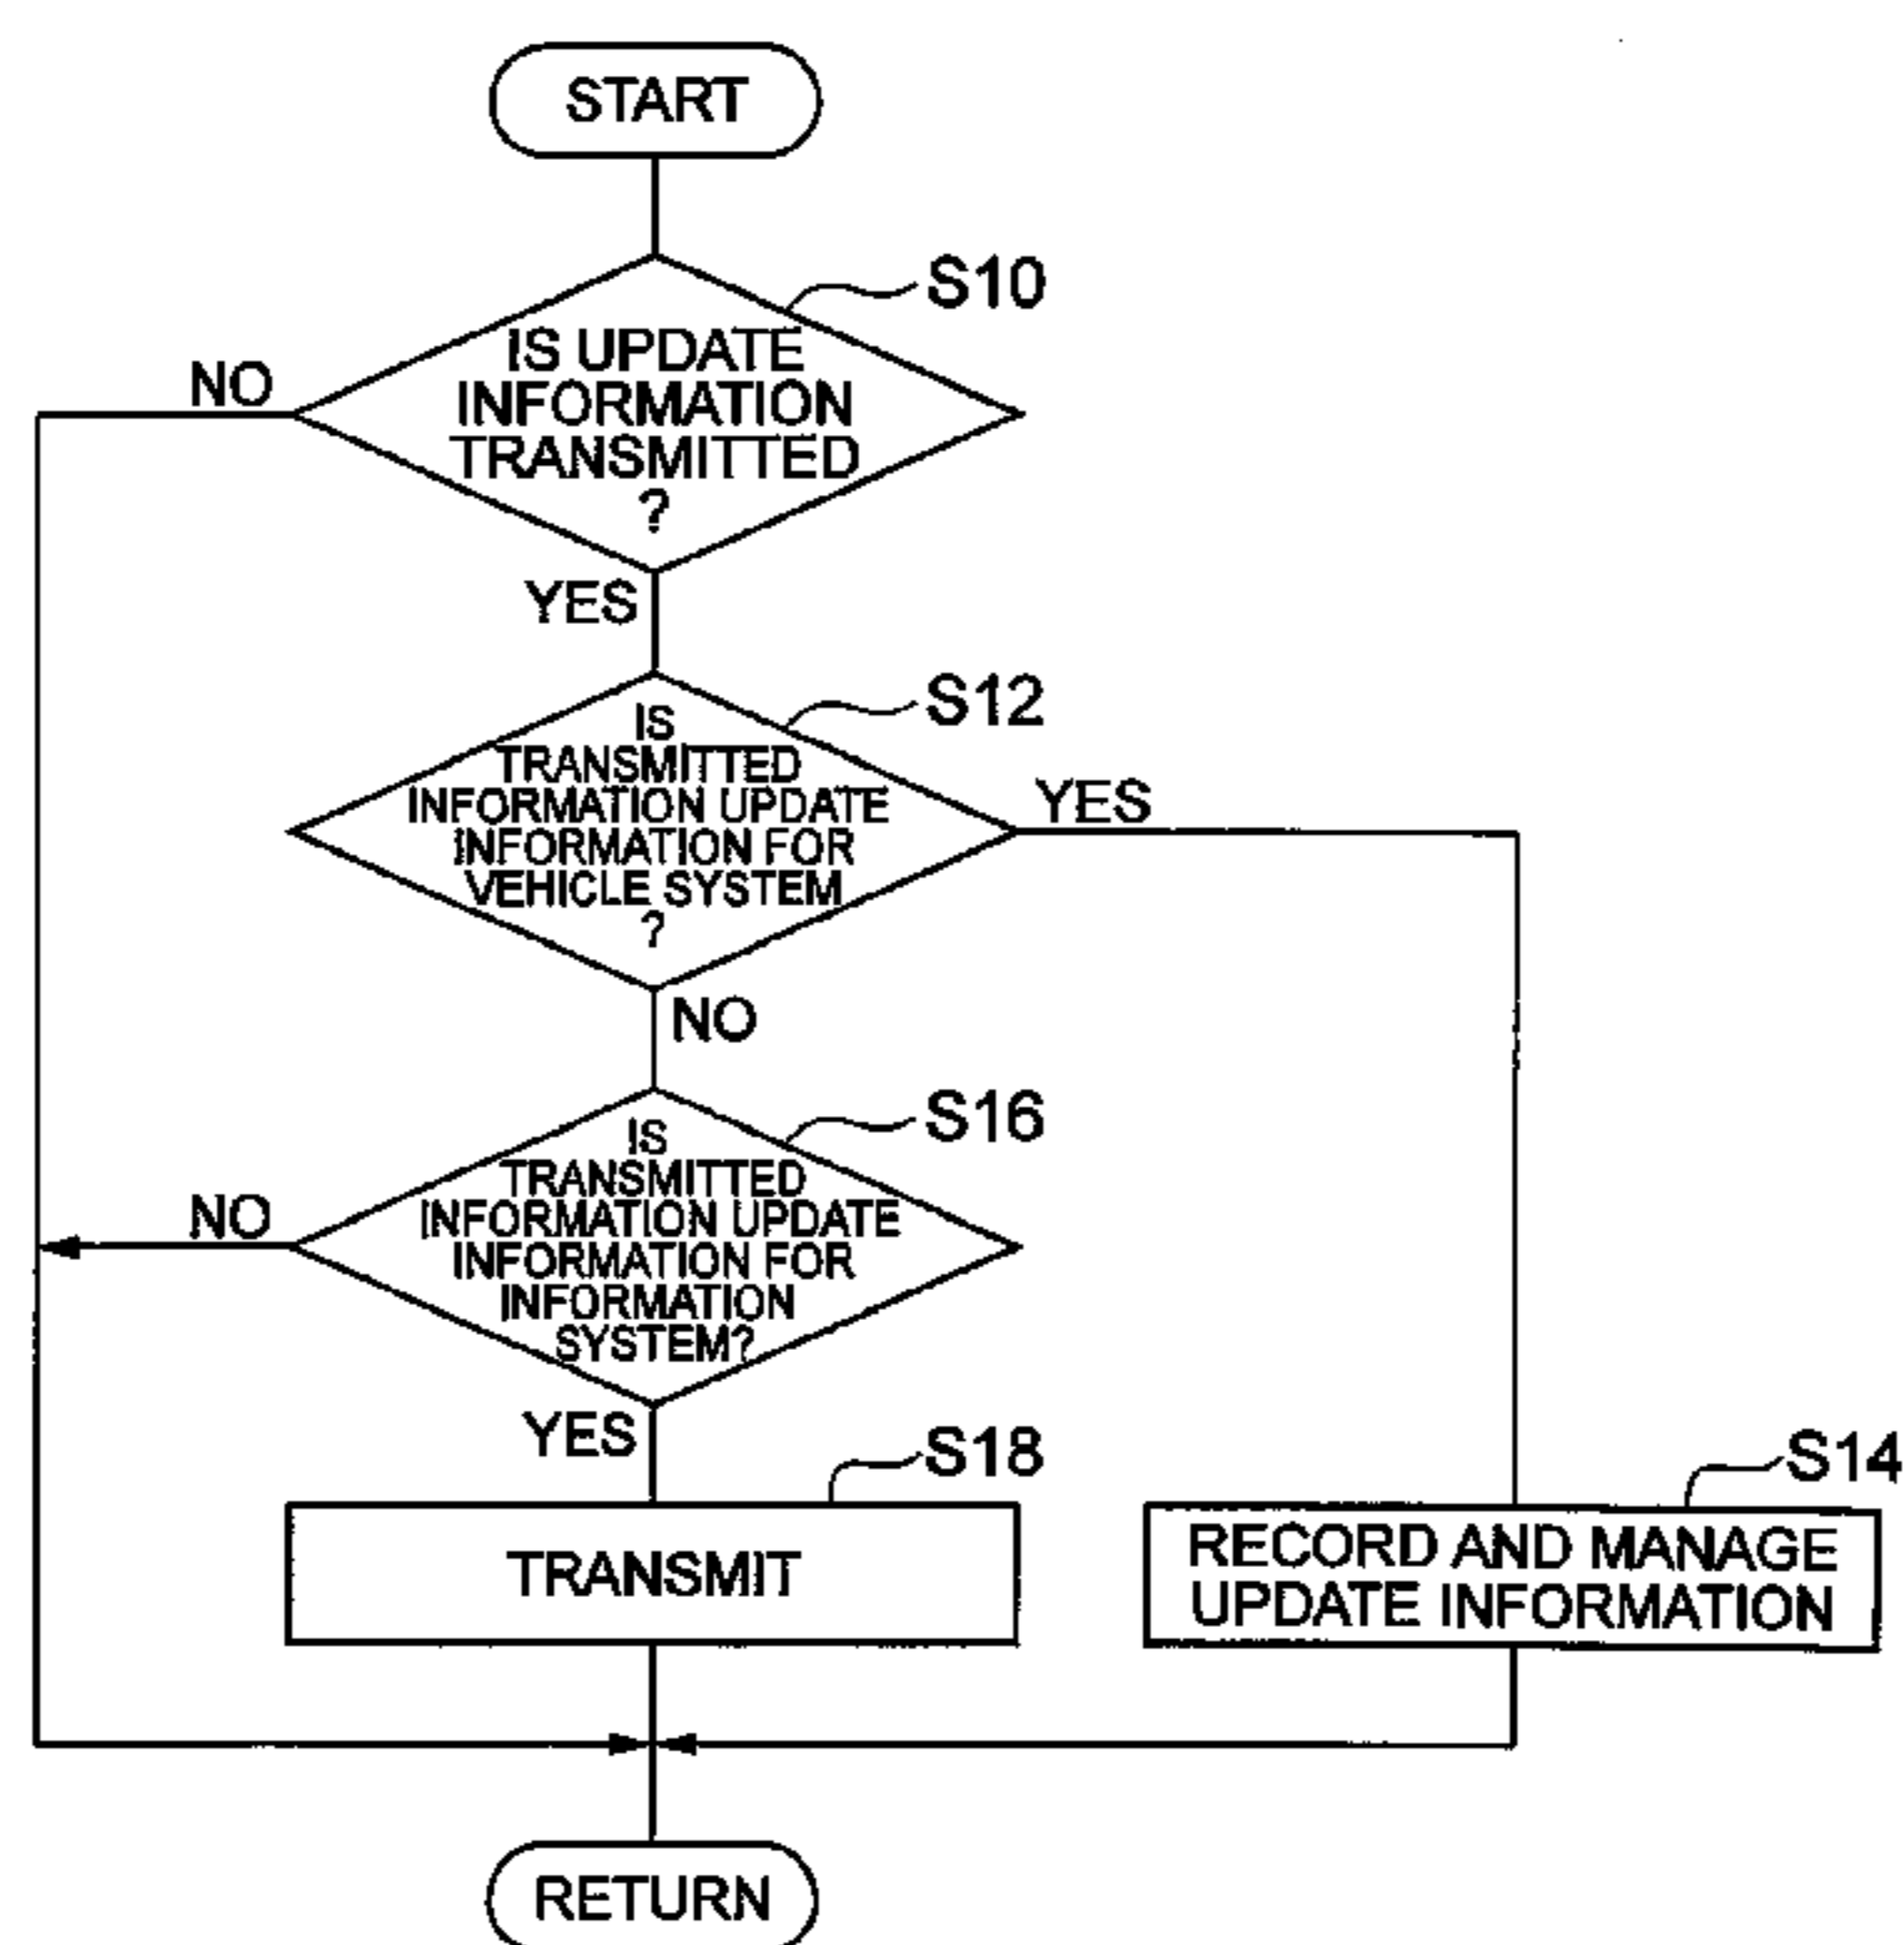 START
S10
IS UPDATE
INFORMATION
TRANSMITTED
?
NO
YES
S12
IS
TRANSMITTED
INFORMATION UPDATE
INFORMATION FOR
VEHICLE SYSTEM
?
YES
NO
S16
IS
TRANSMITTED
INFORMATION UPDATE
INFORMATION FOR
INFORMATION
SYSTEM?
NO
YES
S18
TRANSMIT
S14
RECORD AND MANAGE
UPDATE INFORMATION
RETURN